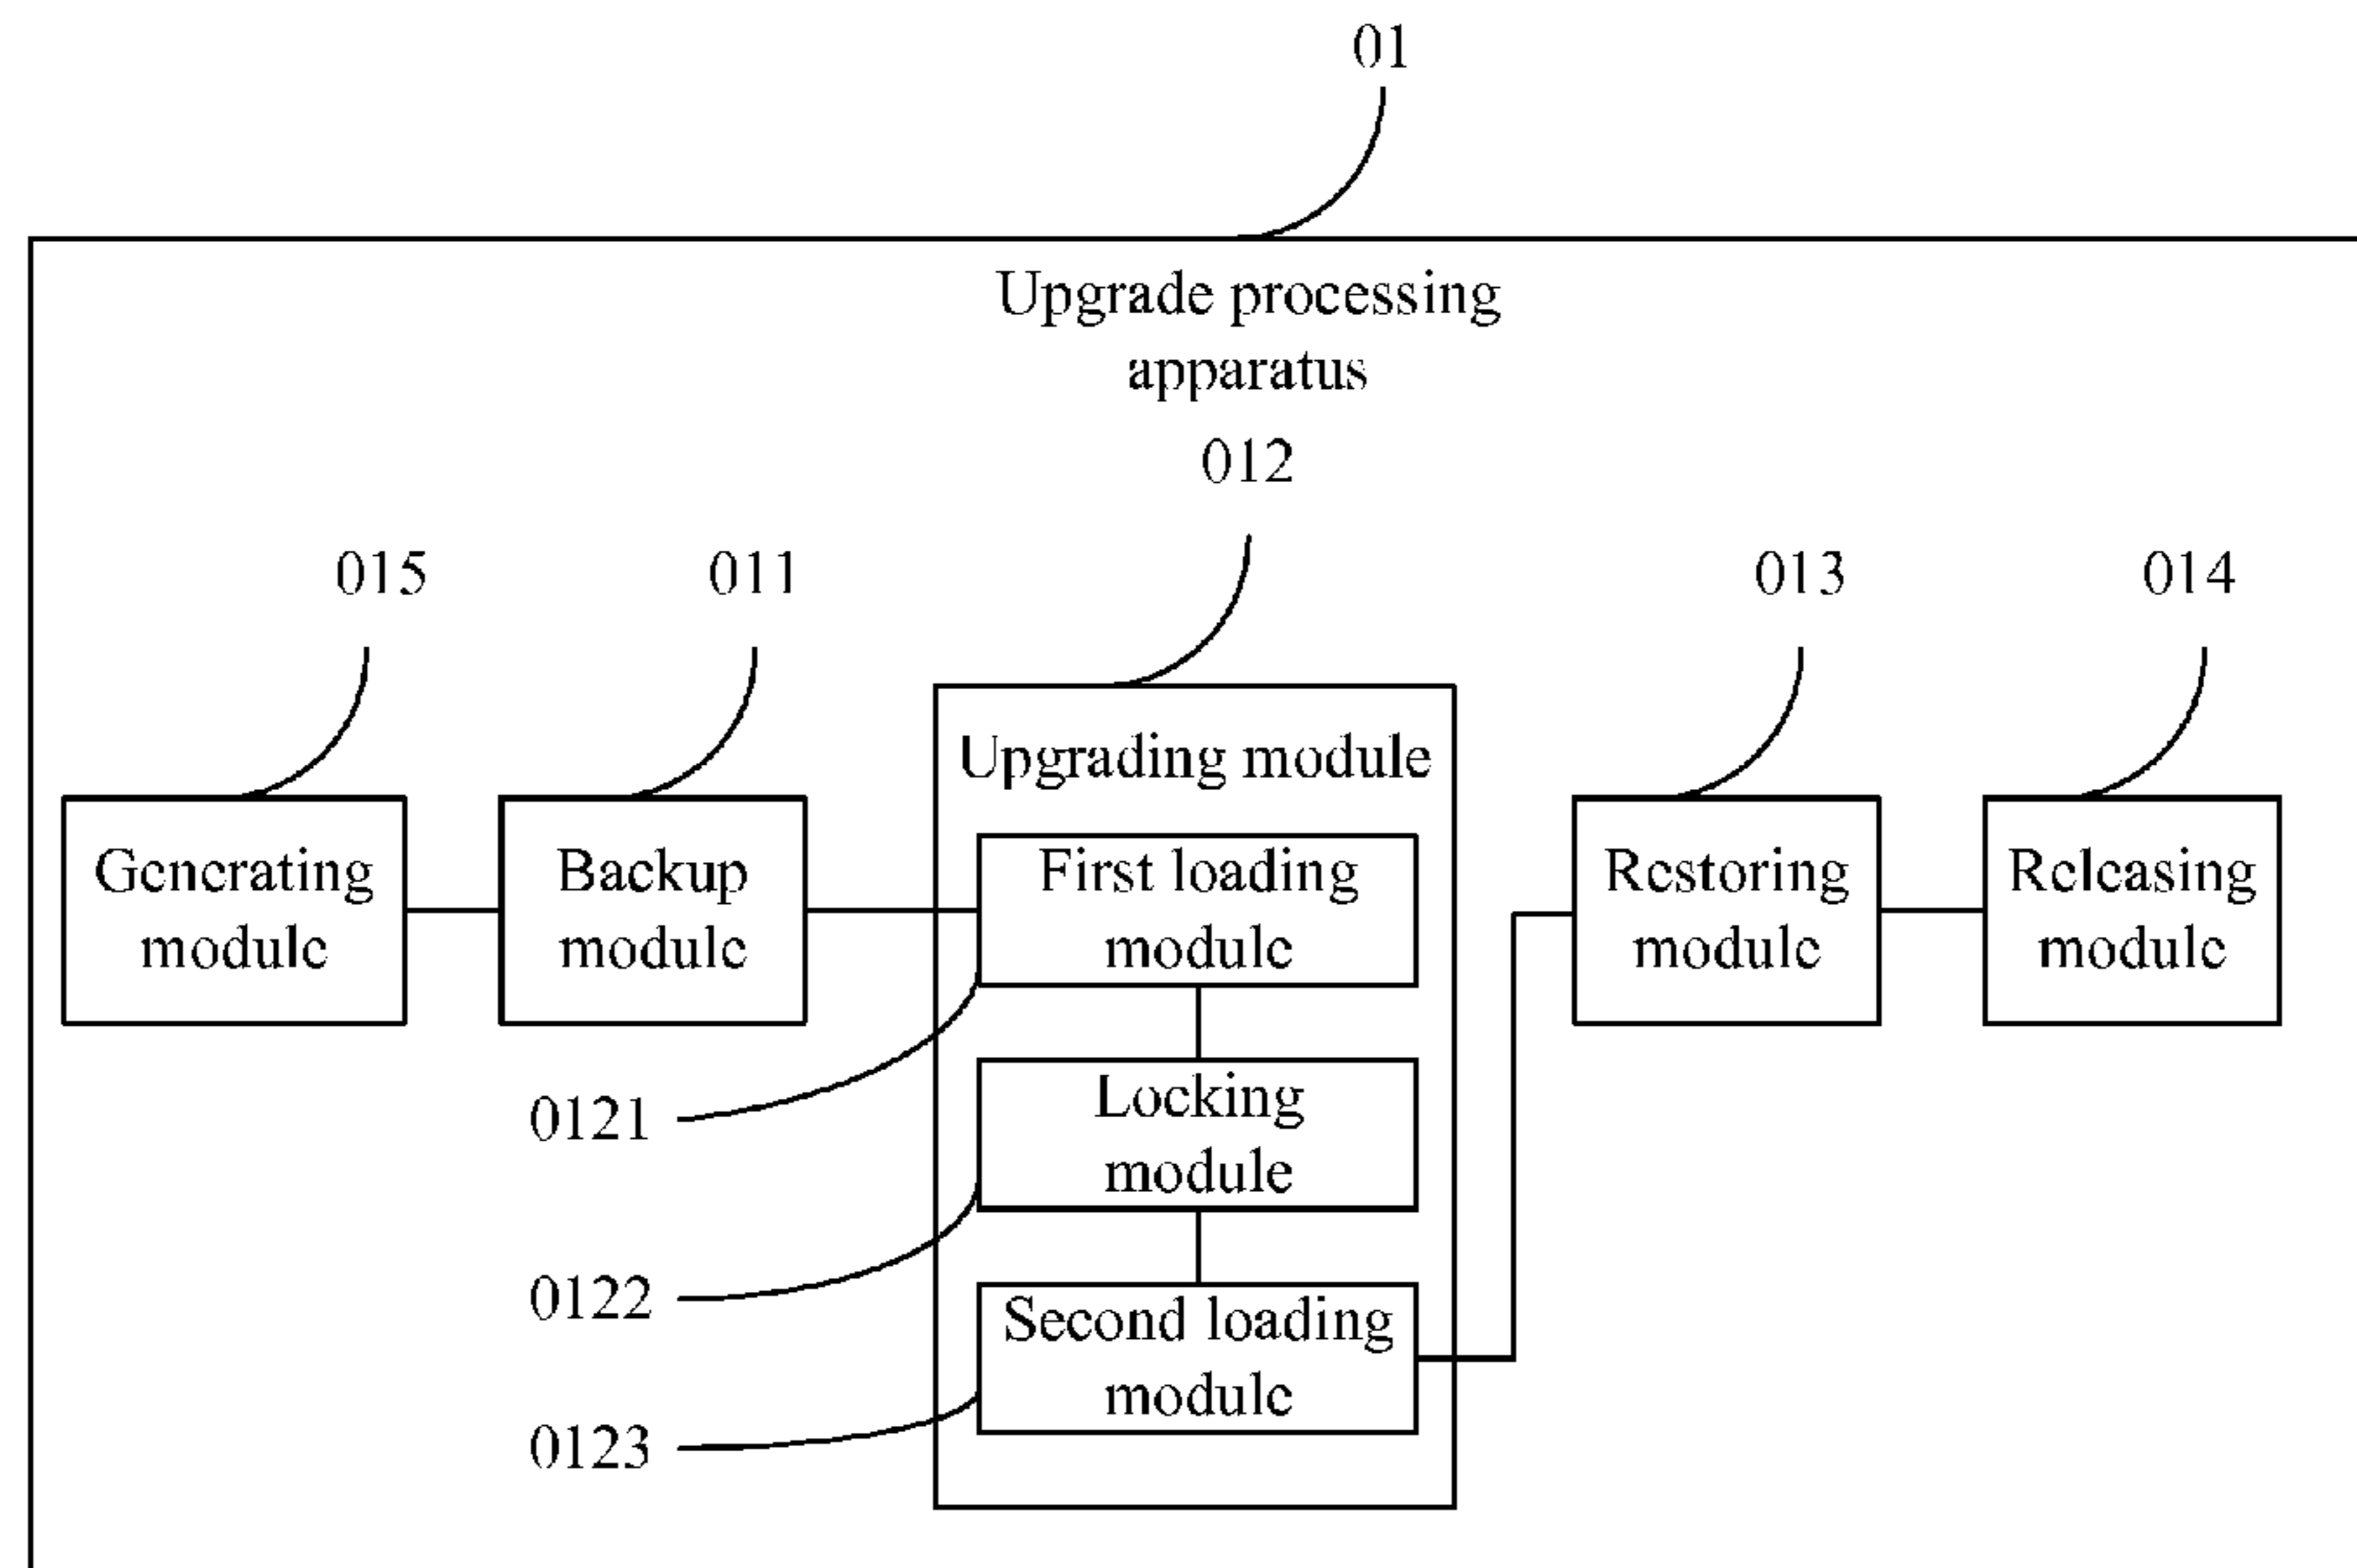 01
Upgrade processing
apparatus
012
015
011
013
014
Upgrading module
Generating
module
Backup
module
First loading
module
Restoring
module
Releasing
module
0121
Locking
module
0122
Second loading
module
0123